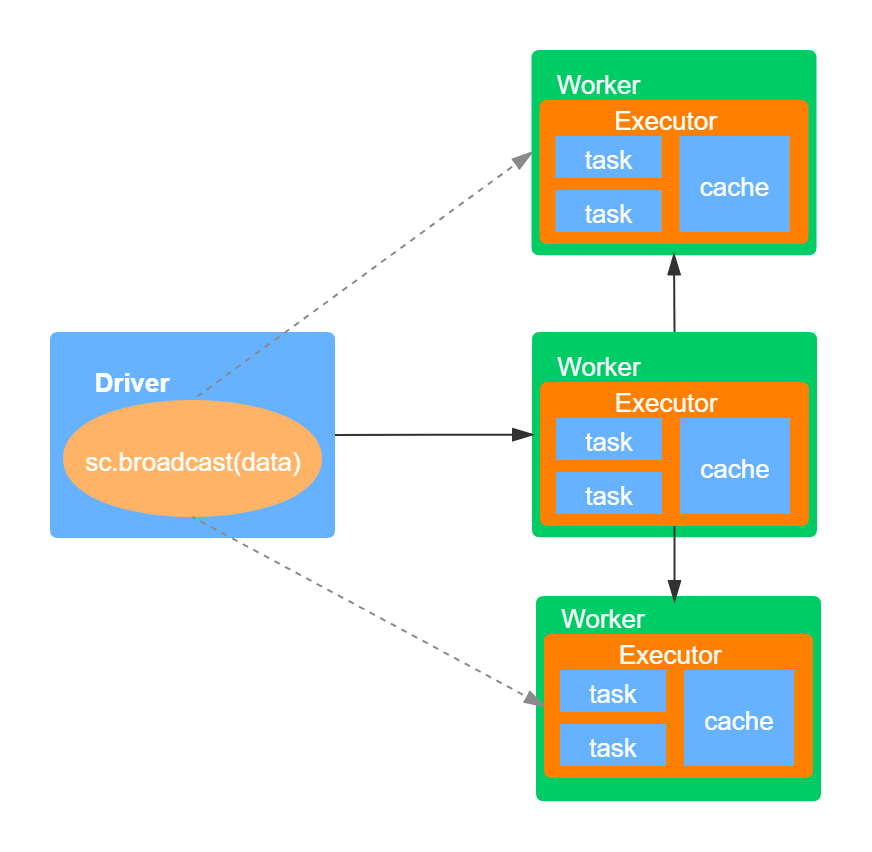 Driver
sc.broadcast(data)
Worker
Executor
task
task
cache
Worker
Executor
task
task
cache
Worker
Executor
task
task
cache